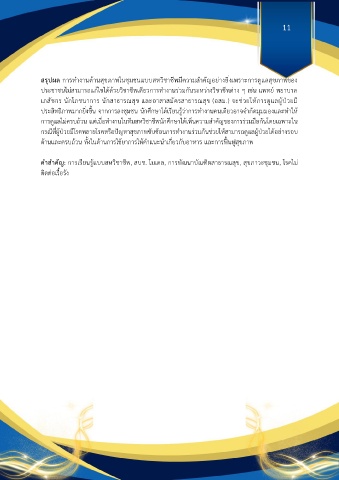 11
สรุปผล การทำงานด้านสุขภาพในชุมชนแบบสหวิชาชีพมีความสำคัญอย่างยิ่งเพราะการดูแลสุขภาพของ
ประชาชนไม่สามารถแก้ไขได้ด้วยวิชาชีพเดียวการทำงานร่วมกันระหว่างวิชาชีพต่าง ๆ เช่น แพทย์ พยาบาล
เภสัชกร นักโภชนาการ นักสาธารณสุข และอาสาสมัครสาธารณสุข (อสม.) จะช่วยให้การดูแลผู้ป่วยมี
ประสิทธิภาพมากยิ่งขึ้น จากการลงชุมชน นักศึกษาได้เรียนรู้ว่าการทำงานคนเดียวอาจจำกัดมุมมองและทำให้
การดูแลไม่ครบถ้วน แต่เมื่อทำงานในทีมสหวิชาชีพนักศึกษาได้เห็นความสำคัญของการร่วมมือกันโดยเฉพาะใน
กรณีที่ผู้ป่วยมีโรคหลายโรคหรือปัญหาสุขภาพซับซ้อนการทำงานร่วมกันช่วยให้สามารถดูแลผู้ป่วยได้อย่างรอบ
ด้านและครบถ้วน ทั้งในด้านการใช้ยาการให้คำแนะนำเกี่ยวกับอาหาร และการฟื้นฟูสุขภาพ
คำสำคัญ: การเรียนรู้แบบสหวิชาชีพ, สบช. โมเดล, การพัฒนาบัณฑิตสาธารณสุข, สุขภาวะชุมชน, โรคไม่
ติดต่อเรื้อรัง